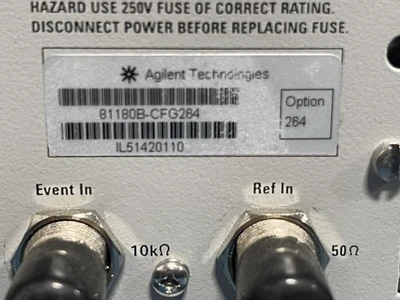 HAZARD USE 250V FUSE OF CORRECT RATING.
DISCONNECT POWER BEFORE REPLACING FUSE.
Agilent Technologies
81180B-CFG264
Option
264
IL51420110
Event In
Ref In
10kΩ
50Ω